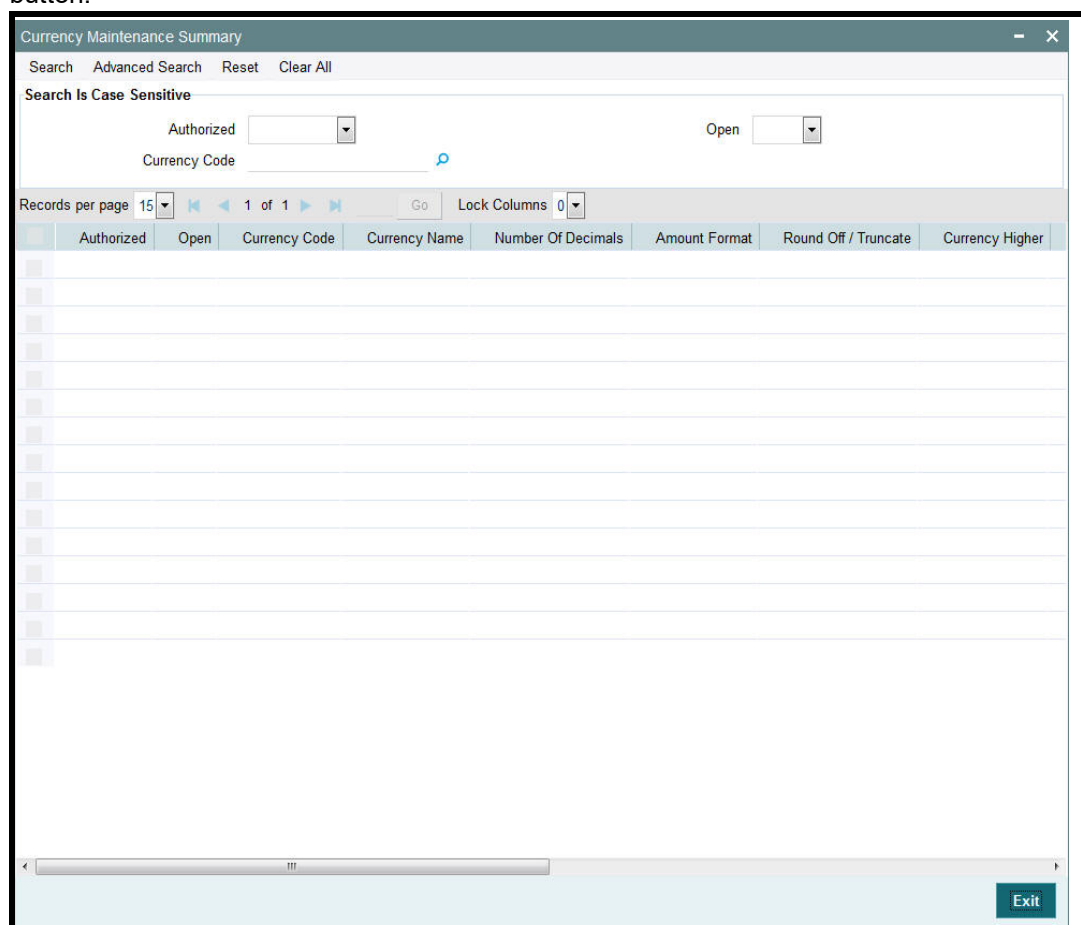 button.
Currency Maintenance Summary
Search Advanced Search Reset Clear All
Search Is Case Sensitive
Authorized Open
Currency Code
Records per page 15 1 of 1 Go Lock Columns 0
Authorized Open Currency Code Currency Name Number Of Decimals Amount Format Round Off / Truncate Currency Higher
Exit